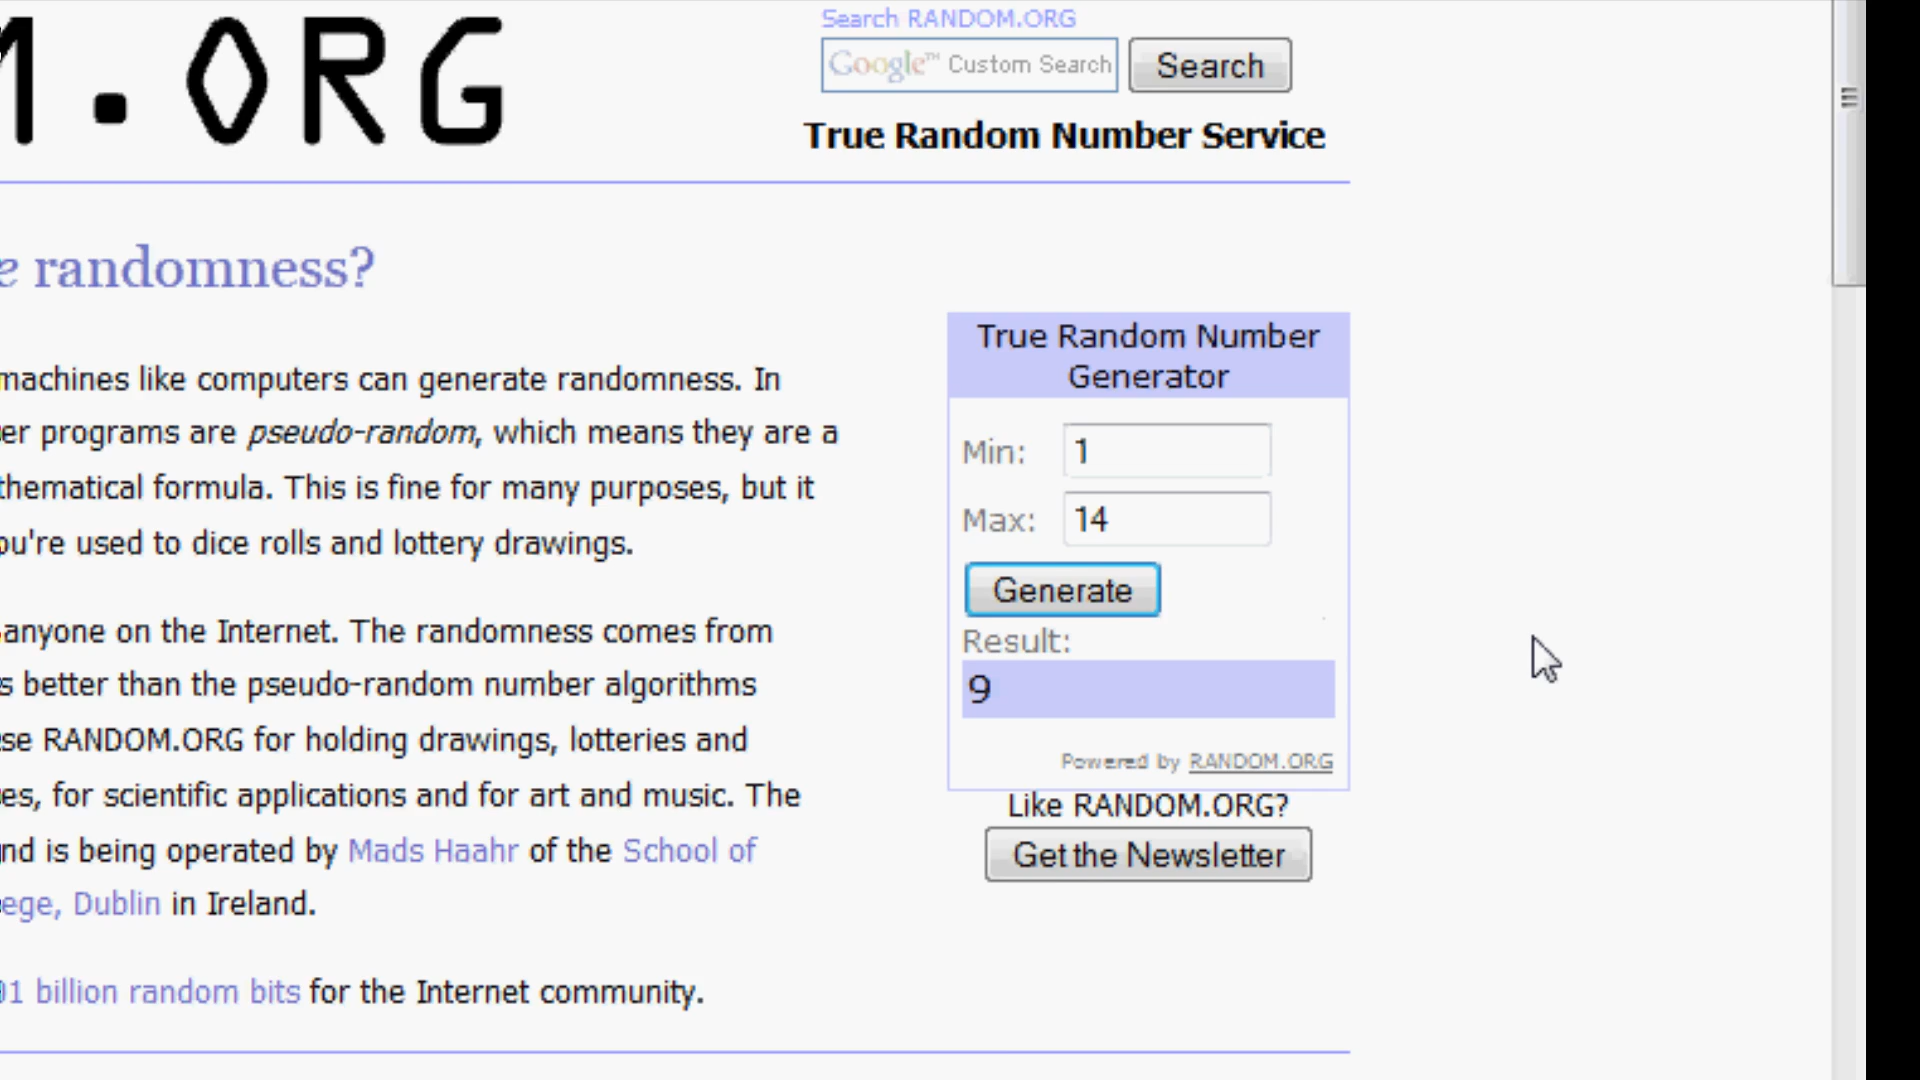 .ORG
Search RANDOM.ORG
Google™ Custom Search
Search
True Random Number Service
randomness?
machines like computers can generate randomness. In
er programs are pseudo-random, which means they are a
thematical formula. This is fine for many purposes, but it
ou're used to dice rolls and lottery drawings.
anyone on the Internet. The randomness comes from
s better than the pseudo-random number algorithms
se RANDOM.ORG for holding drawings, lotteries and
es, for scientific applications and for art and music. The
nd is being operated by Mads Haahr of the School of
ege, Dublin in Ireland.
1 billion random bits for the Internet community.
True Random Number
Generator
Min: 1
Max: 14
Generate
Result:
9
Powered by RANDOM.ORG
Like RANDOM.ORG?
Get the Newsletter